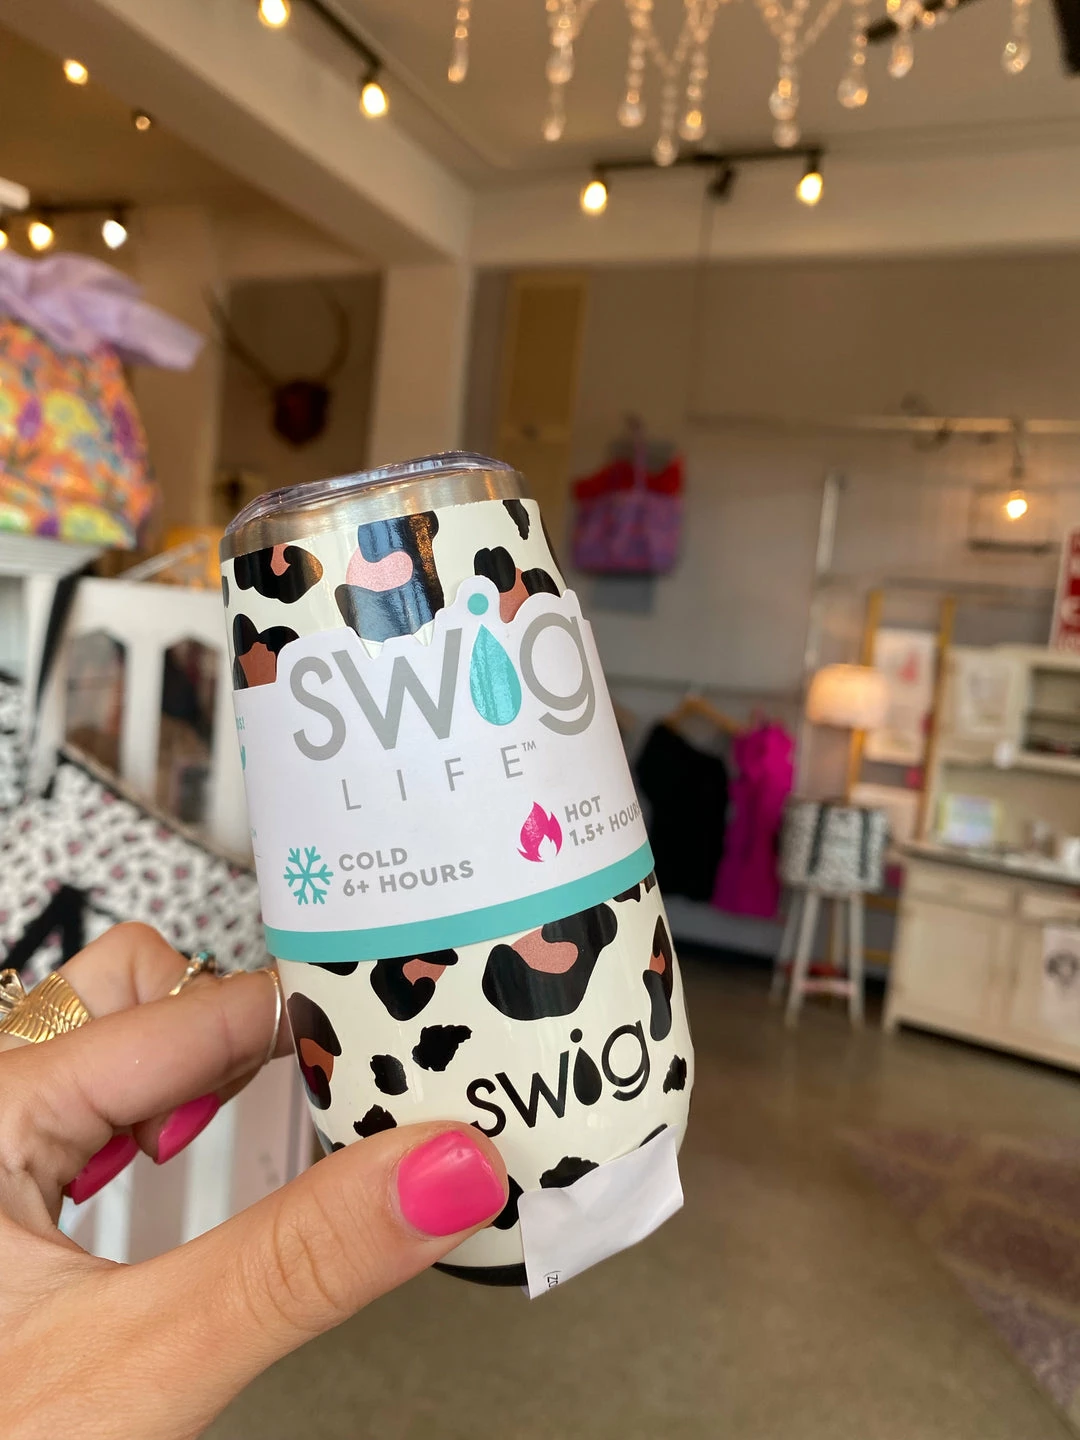 swig
LIFE™
COLD
6+ HOURS
HOT
1.5+ HOURS
swig